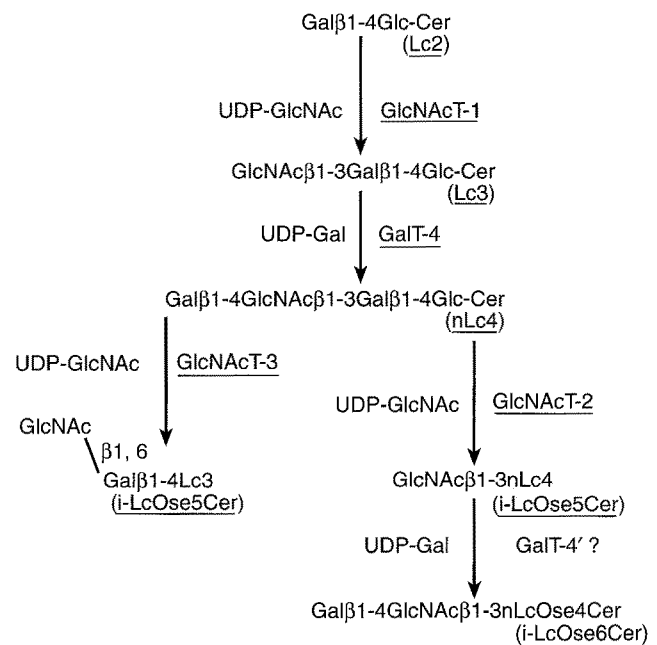 Galβ1-4Glc-Cer
(Lc2)
UDP-GlcNAc GlcNAcT-1
GlcNAcβ1-3Galβ1-4Glc-Cer
(Lc3)
UDP-Gal GalT-4
Galβ1-4GlcNAcβ1-3Galβ1-4Glc-Cer
(nLc4)
UDP-GlcNAc GlcNAcT-3
UDP-GlcNAc GlcNAcT-2
GlcNAc
β1, 6
Galβ1-4Lc3
(i-LcOse5Cer)
GlcNAcβ1-3nLc4
(i-LcOse5Cer)
UDP-Gal GalT-4′ ?
Galβ1-4GlcNAcβ1-3nLcOse4Cer
(i-LcOse6Cer)